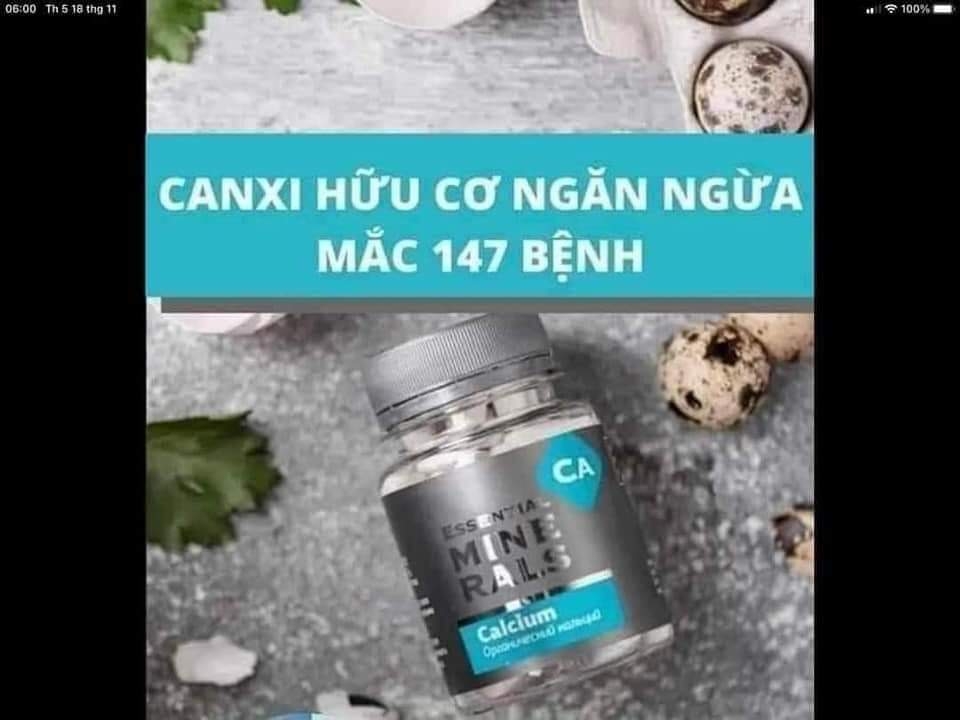 06:00 Th 5 18 thg 11
100%
CANXI HỮU CƠ NGĂN NGỪA
MẮC 147 BỆNH
CA
ESSENTIAL
MINE
RALS
Calcium
Органический кальций